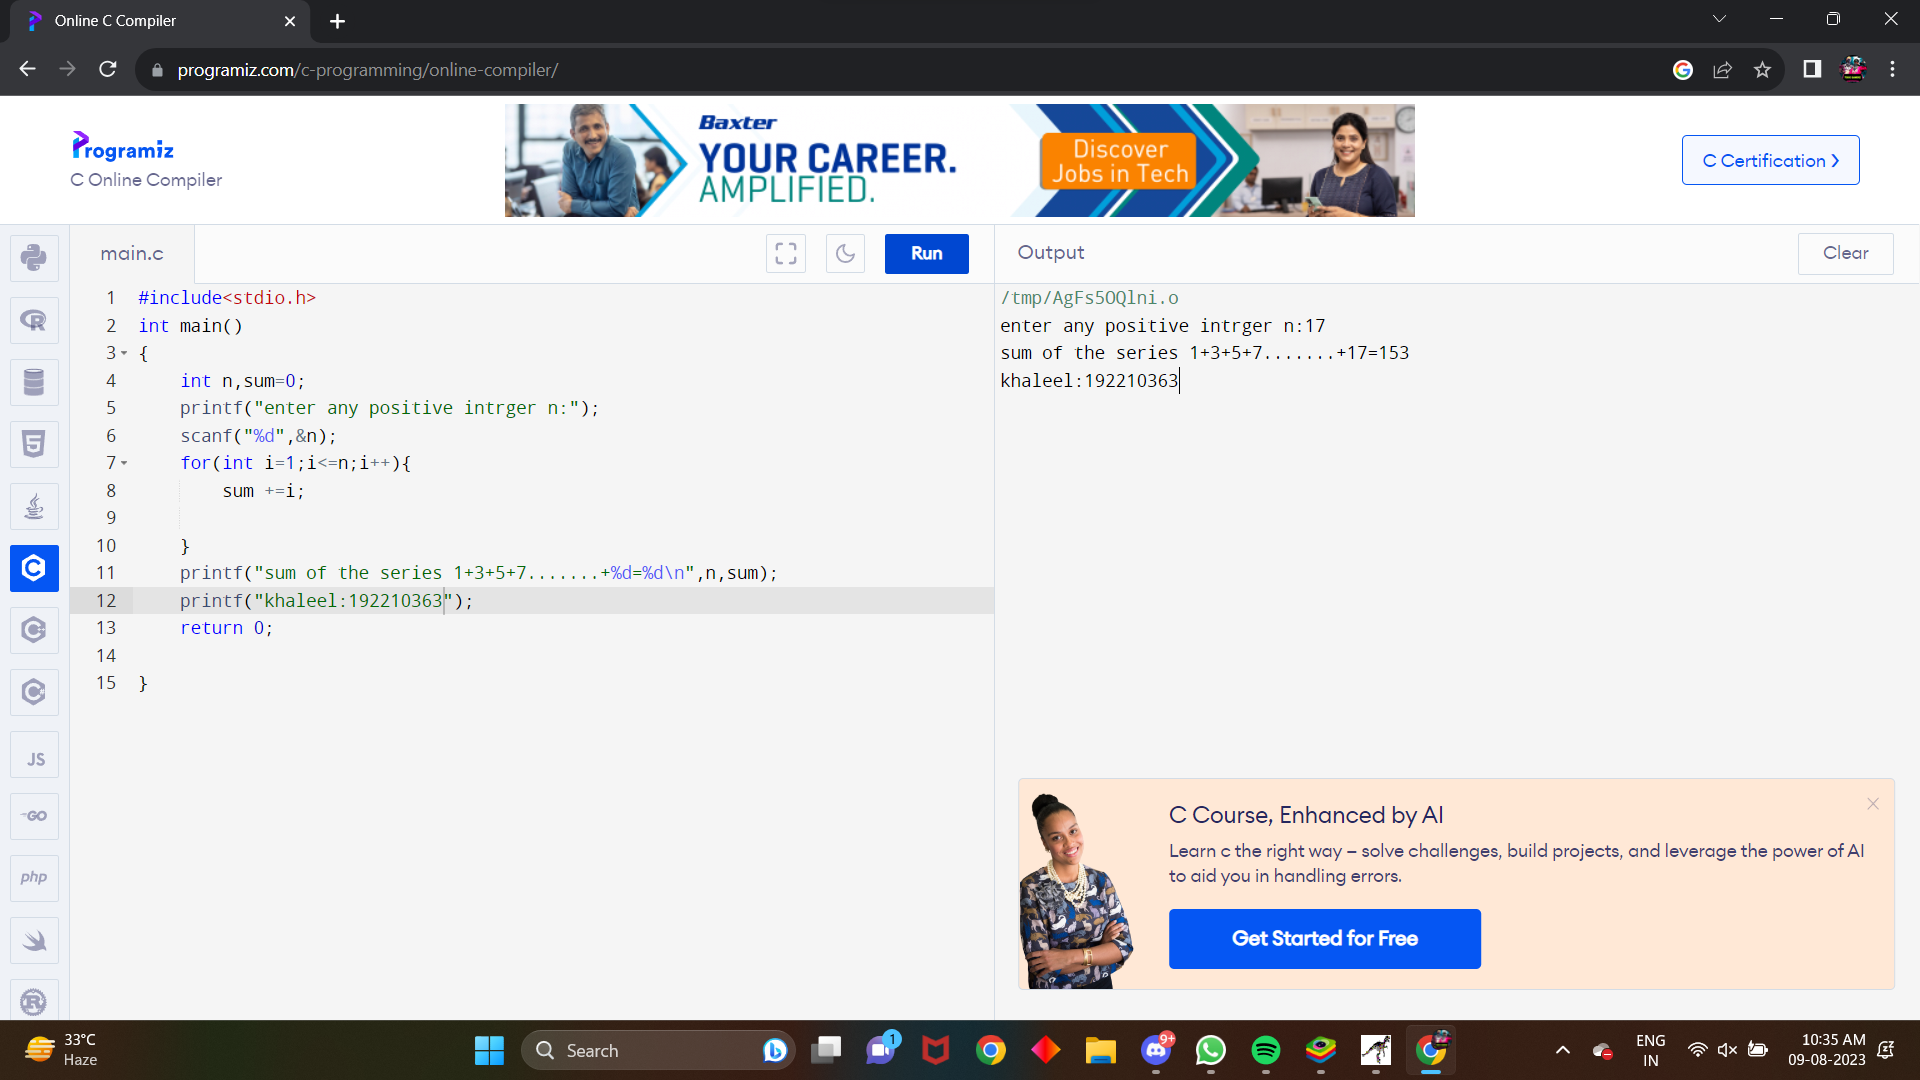 Online C Compiler
programiz.com/c-programming/online-compiler/
Programiz
C Online Compiler
Baxter
YOUR CAREER.
AMPLIFIED.
Discover
Jobs in Tech
C Certification
main.c
Run
Output
Clear
1 #include<stdio.h>
2 int main()
3 {
4 int n,sum=0;
5 printf("enter any positive intrger n:");
6 scanf("%d",&n);
7 for(int i=1;i<=n;i++){
8 sum +=i;
9
10 }
11 printf("sum of the series 1+3+5+7.......+%d=%d\n",n,sum);
12 printf("khaleel:192210363");
13 return 0;
14
15 }
/tmp/AgFs5OQlni.o
enter any positive intrger n:17
sum of the series 1+3+5+7.......+17=153
khaleel:192210363
JS
GO
php
C Course, Enhanced by AI
Learn c the right way – solve challenges, build projects, and leverage the power of AI
to aid you in handling errors.
Get Started for Free
33°C
Haze
Search
1
9+
ENG
IN
10:35 AM
09-08-2023